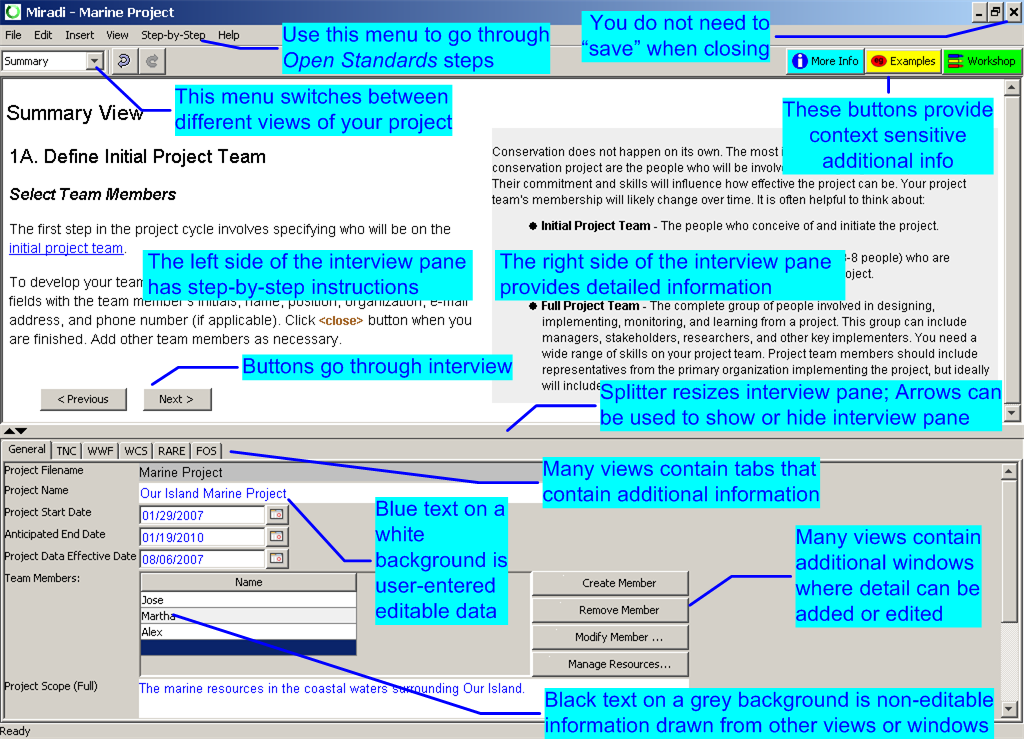 Miradi - Marine Project
File Edit Insert View Step-by-Step Help
Use this menu to go through
Open Standards steps
You do not need to
“save” when closing
Summary
More Info
Examples
Workshop
This menu switches between
different views of your project
These buttons provide
context sensitive
additional info
Summary View
1A. Define Initial Project Team
Select Team Members
The first step in the project cycle involves specifying who will be on the
initial project team.
The left side of the interview pane
has step-by-step instructions
To develop your team
fields with the team member's initials, name, position, organization, e-mail
address, and phone number (if applicable). Click <close> button when you
are finished. Add other team members as necessary.
Buttons go through interview
< Previous
Next >
Conservation does not happen on its own. The most
conservation project are the people who will be involv
Their commitment and skills will influence how effective the project can be. Your project
team's membership will likely change over time. It is often helpful to think about:
Initial Project Team - The people who conceive of and initiate the project.
The right side of the interview pane
provides detailed information
-8 people) who are
oject.
Full Project Team - The complete group of people involved in designing,
implementing, monitoring, and learning from a project. This group can include
managers, stakeholders, researchers, and other key implementers. You need a
wide range of skills on your project team. Project team members should include
representatives from the primary organization implementing the project, but ideally
will include
Splitter resizes interview pane; Arrows can
be used to show or hide interview pane
General TNC WWF WCS RARE FOS
Many views contain tabs that
contain additional information
Project Filename Marine Project
Project Name Our Island Marine Project
Project Start Date 01/29/2007
Anticipated End Date 01/19/2010
Project Data Effective Date 08/06/2007
Blue text on a
white
background is
user-entered
editable data
Many views contain
additional windows
where detail can be
added or edited
Team Members:
Name
Jose
Martha
Alex
Create Member
Remove Member
Modify Member ...
Manage Resources...
Project Scope (Full) The marine resources in the coastal waters surrounding Our Island.
Black text on a grey background is non-editable
information drawn from other views or windows
Ready